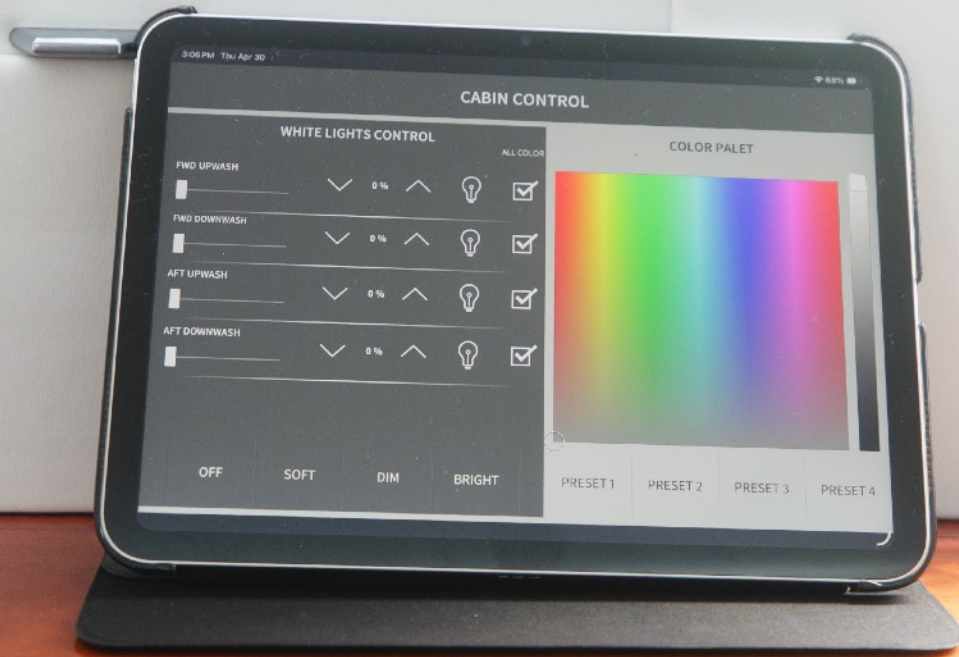 3:06 PM Thu Apr 30
63%
CABIN CONTROL
WHITE LIGHTS CONTROL
ALL COLOR
FWD UPWASH
0 %
FWD DOWNWASH
0 %
AFT UPWASH
0 %
AFT DOWNWASH
0 %
OFF
SOFT
DIM
BRIGHT
COLOR PALET
PRESET 1
PRESET 2
PRESET 3
PRESET 4